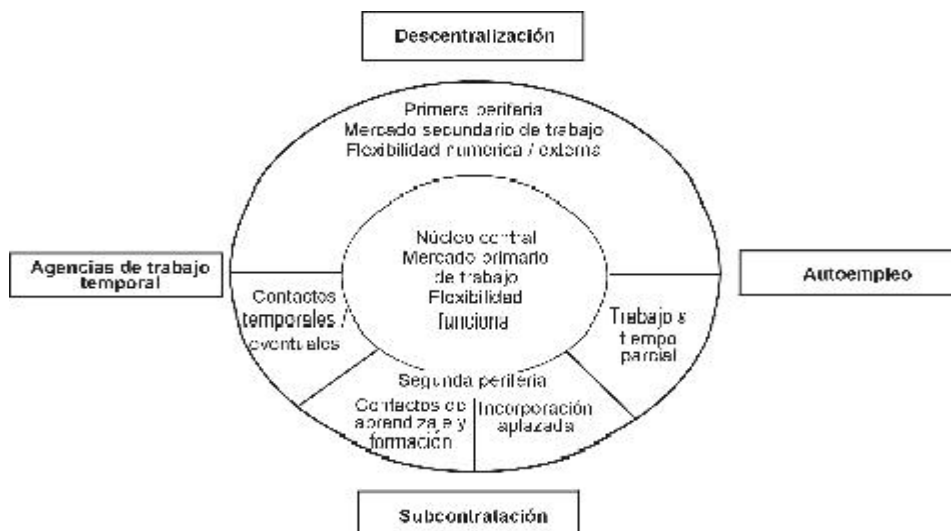 Descentralización
Primera periferia
Mercado secundario de trabajo
Flexibilidad numérica / externa
Núcleo central
Mercado primario
de trabajo
Flexibilidad
funciona
Agencias de trabajo
temporal
Autoempleo
Contactos
temporales /
eventuales
Trabajo a
tiempo
parcial
Segunda periferia
Contactos de
aprendizaje y
formación
Incorporación
aplazada
Subcontratación